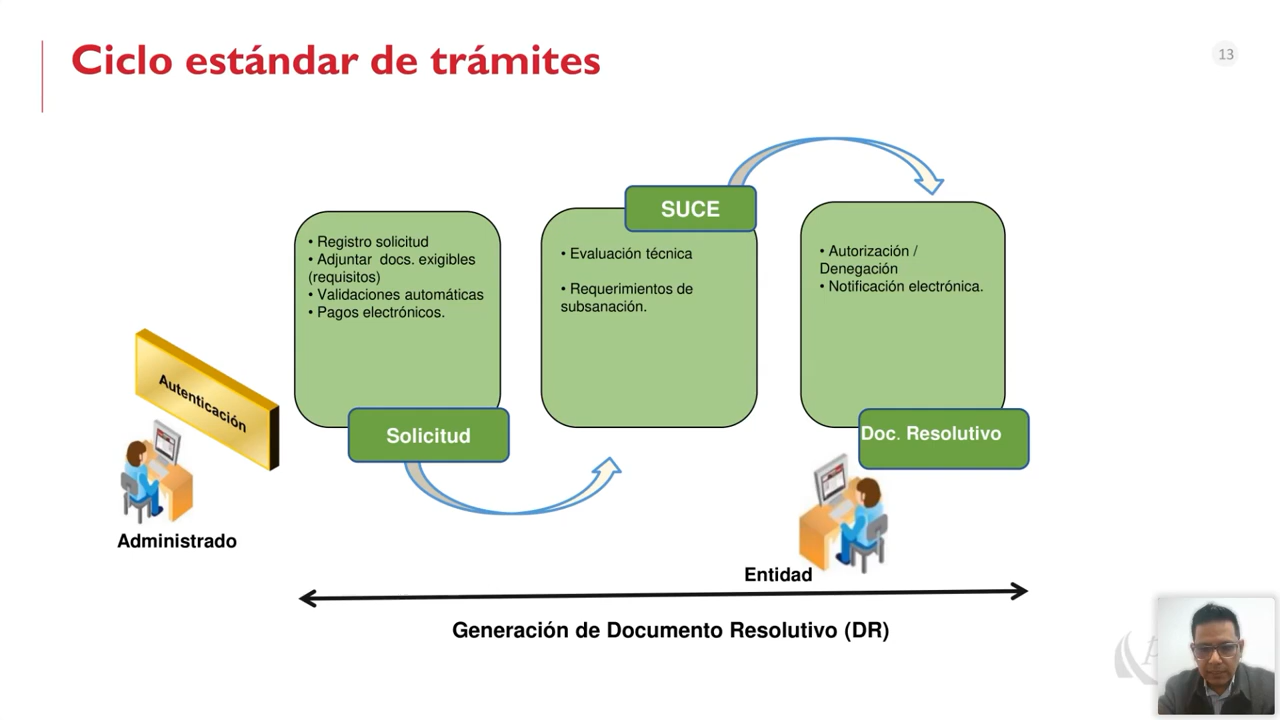 Ciclo estándar de trámites
13
• Registro solicitud
• Adjuntar docs. exigibles
(requisitos)
• Validaciones automáticas
• Pagos electrónicos.
Solicitud
SUCE
• Evaluación técnica
• Requerimientos de
subsanación.
• Autorización /
Denegación
• Notificación electrónica.
Doc. Resolutivo
Autenticación
Administrado
Entidad
Generación de Documento Resolutivo (DR)